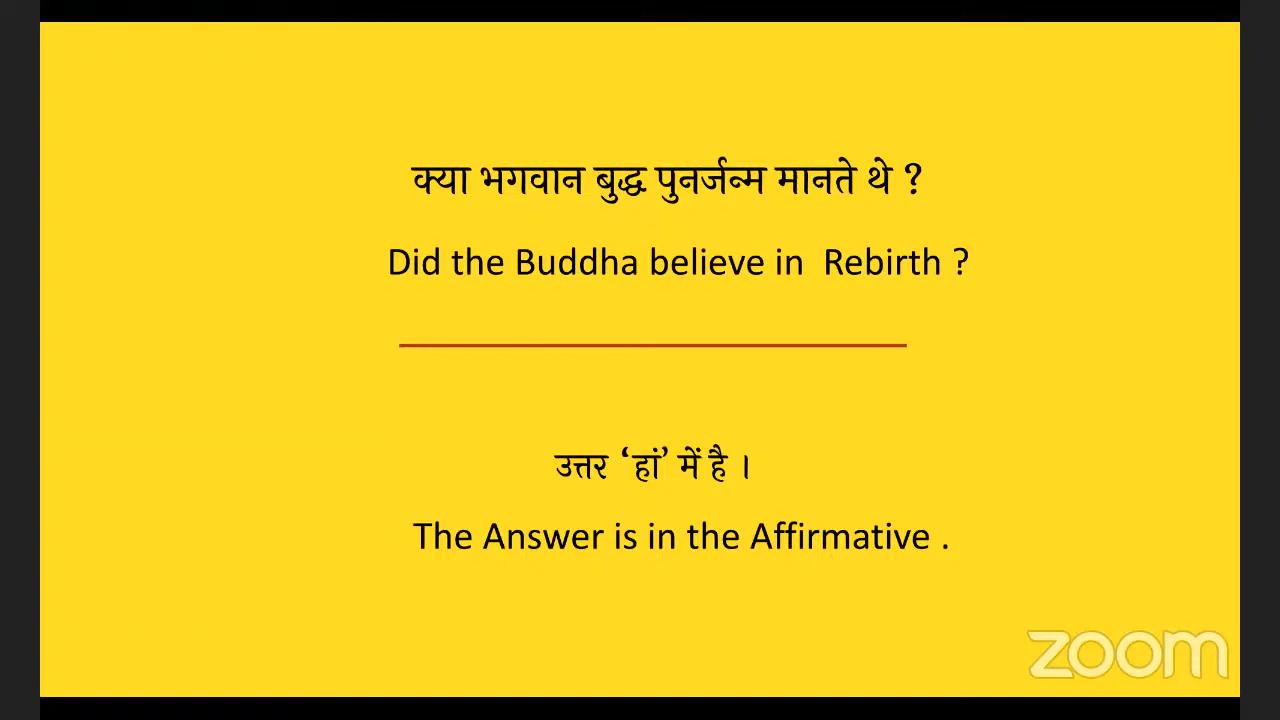 क्या भगवान बुद्ध पुनर्जन्म मानते थे ?
Did the Buddha believe in  Rebirth ?
उत्तर ‘हां’ में है ।
The Answer is in the Affirmative .
zoom